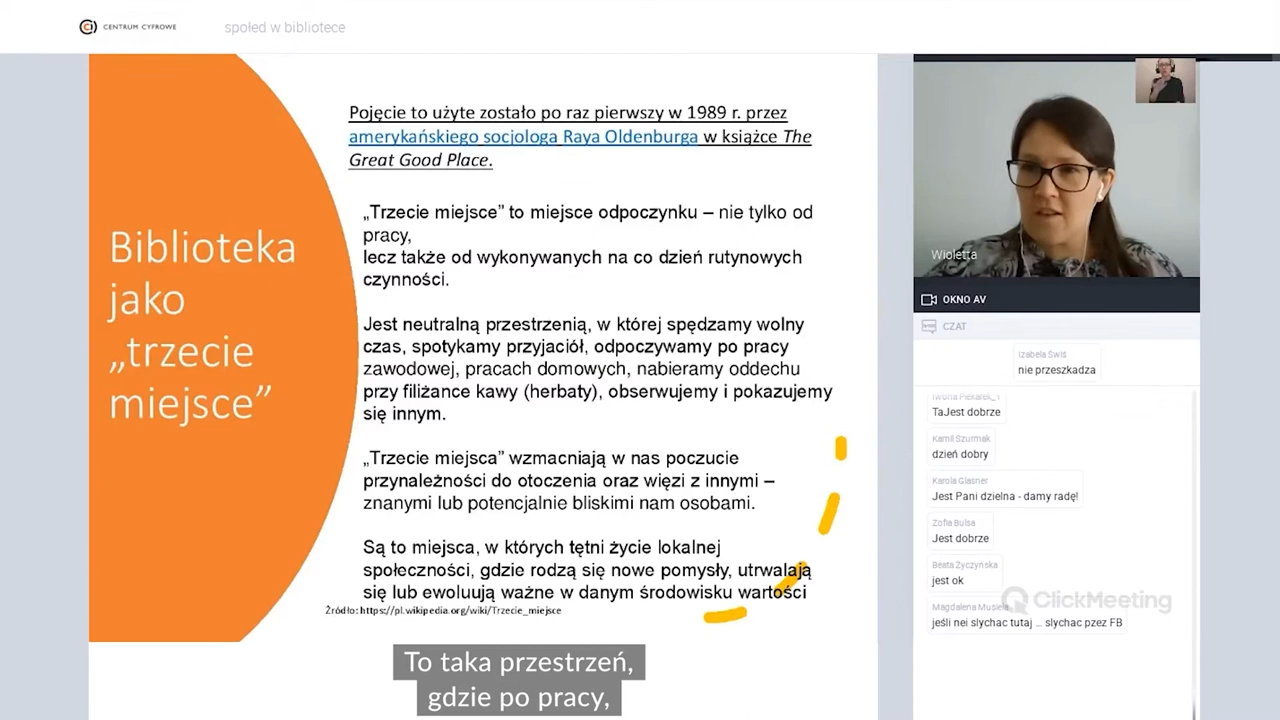 CENTRUM CYFROWE
społed w bibliotece
Biblioteka
jako
„trzecie
miejsce”
Pojęcie to użyte zostało po raz pierwszy w 1989 r. przez
amerykańskiego socjologa Raya Oldenburga w książce The
Great Good Place.
„Trzecie miejsce” to miejsce odpoczynku – nie tylko od
pracy,
lecz także od wykonywanych na co dzień rutynowych
czynności.
Jest neutralną przestrzenią, w której spędzamy wolny
czas, spotykamy przyjaciół, odpoczywamy po pracy
zawodowej, pracach domowych, nabieramy oddechu
przy filiżance kawy (herbaty), obserwujemy i pokazujemy
się innym.
„Trzecie miejsca” wzmacniają w nas poczucie
przynależności do otoczenia oraz więzi z innymi –
znanymi lub potencjalnie bliskimi nam osobami.
Są to miejsca, w których tętni życie lokalnej
społeczności, gdzie rodzą się nowe pomysły, utrwalają
się lub ewoluują ważne w danym środowisku wartości
Źródło: https://pl.wikipedia.org/wiki/Trzecie_miejsce
To taka przestrzeń,
gdzie po pracy,
Wioletta
OKNO AV
CZAT
Izabela Świś
nie przeszkadza
Iwona Piekarek_1
TaJest dobrze
Kamil Szurmak
dzień dobry
Karola Glasner
Jest Pani dzielna - damy radę!
Zofia Bulsa
Jest dobrze
Beata Życzyńska
jest ok
Magdalena Musiela
jeśli nei slychac tutaj ... slychac pzez FB
ClickMeeting